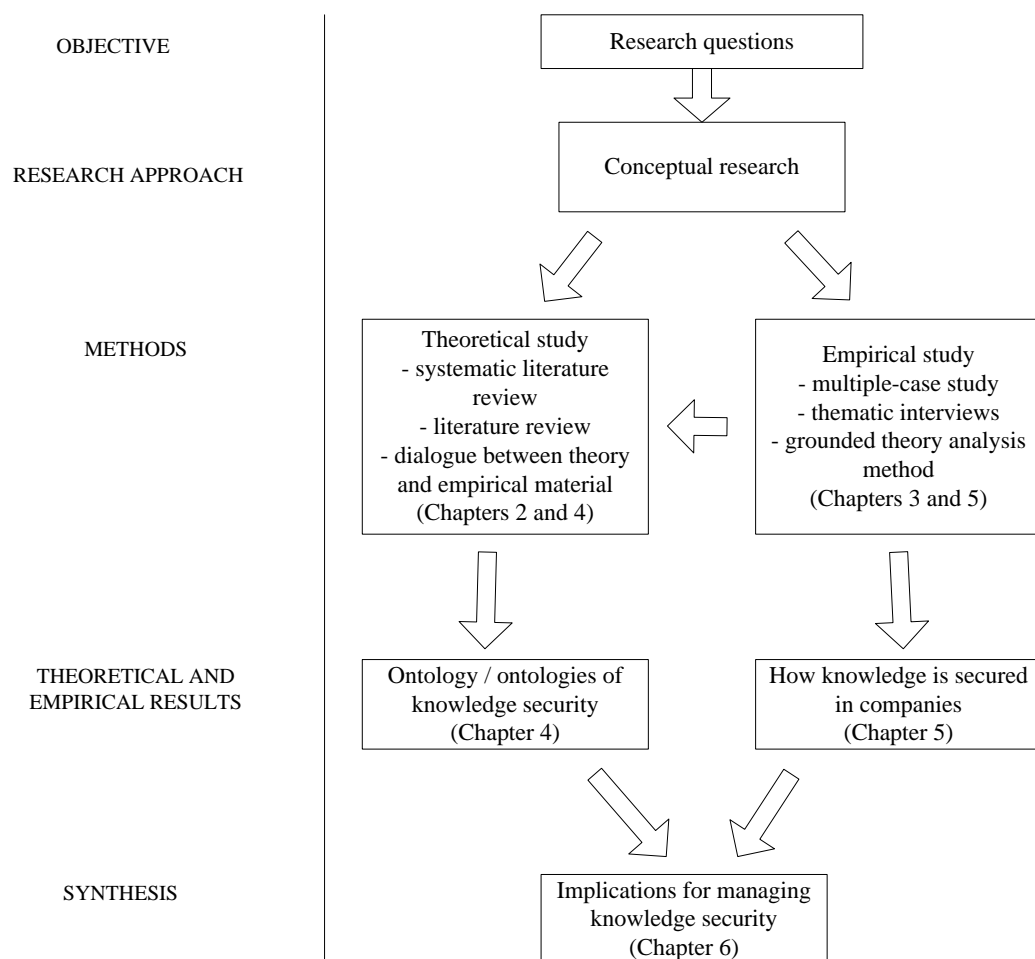 OBJECTIVE
Research questions
RESEARCH APPROACH
Conceptual research
METHODS
Theoretical study
- systematic literature
review
- literature review
- dialogue between theory
and empirical material
(Chapters 2 and 4)
Empirical study
- multiple-case study
- thematic interviews
- grounded theory analysis
method
(Chapters 3 and 5)
THEORETICAL AND
EMPIRICAL RESULTS
Ontology / ontologies of
knowledge security
(Chapter 4)
How knowledge is secured
in companies
(Chapter 5)
SYNTHESIS
Implications for managing
knowledge security
(Chapter 6)